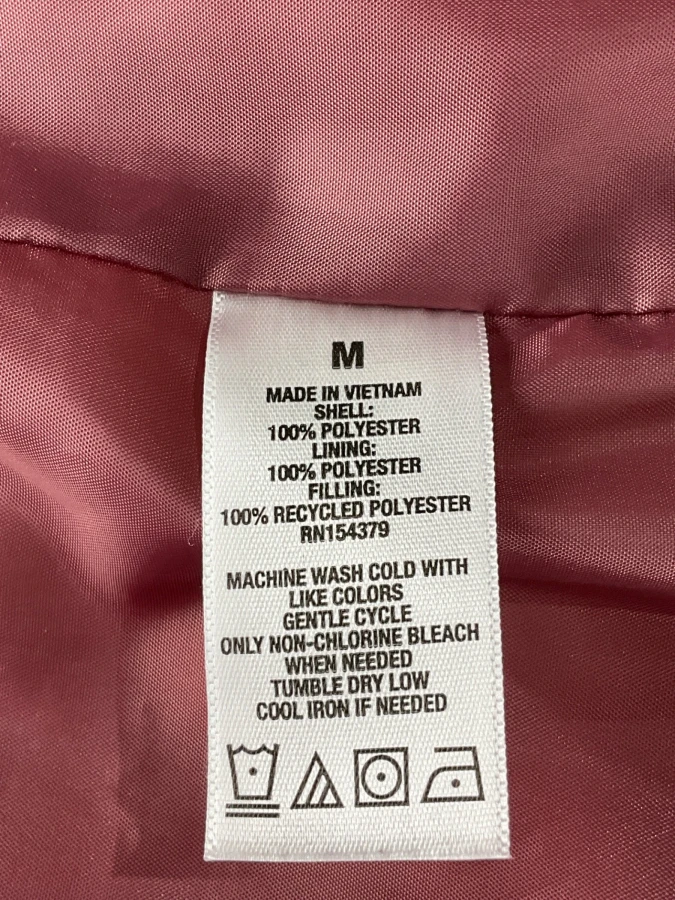 M
MADE IN VIETNAM
SHELL:
100% POLYESTER
LINING:
100% POLYESTER
FILLING:
100% RECYCLED POLYESTER
RN154379
MACHINE WASH COLD WITH
LIKE COLORS
GENTLE CYCLE
ONLY NON-CHLORINE BLEACH
WHEN NEEDED
TUMBLE DRY LOW
COOL IRON IF NEEDED